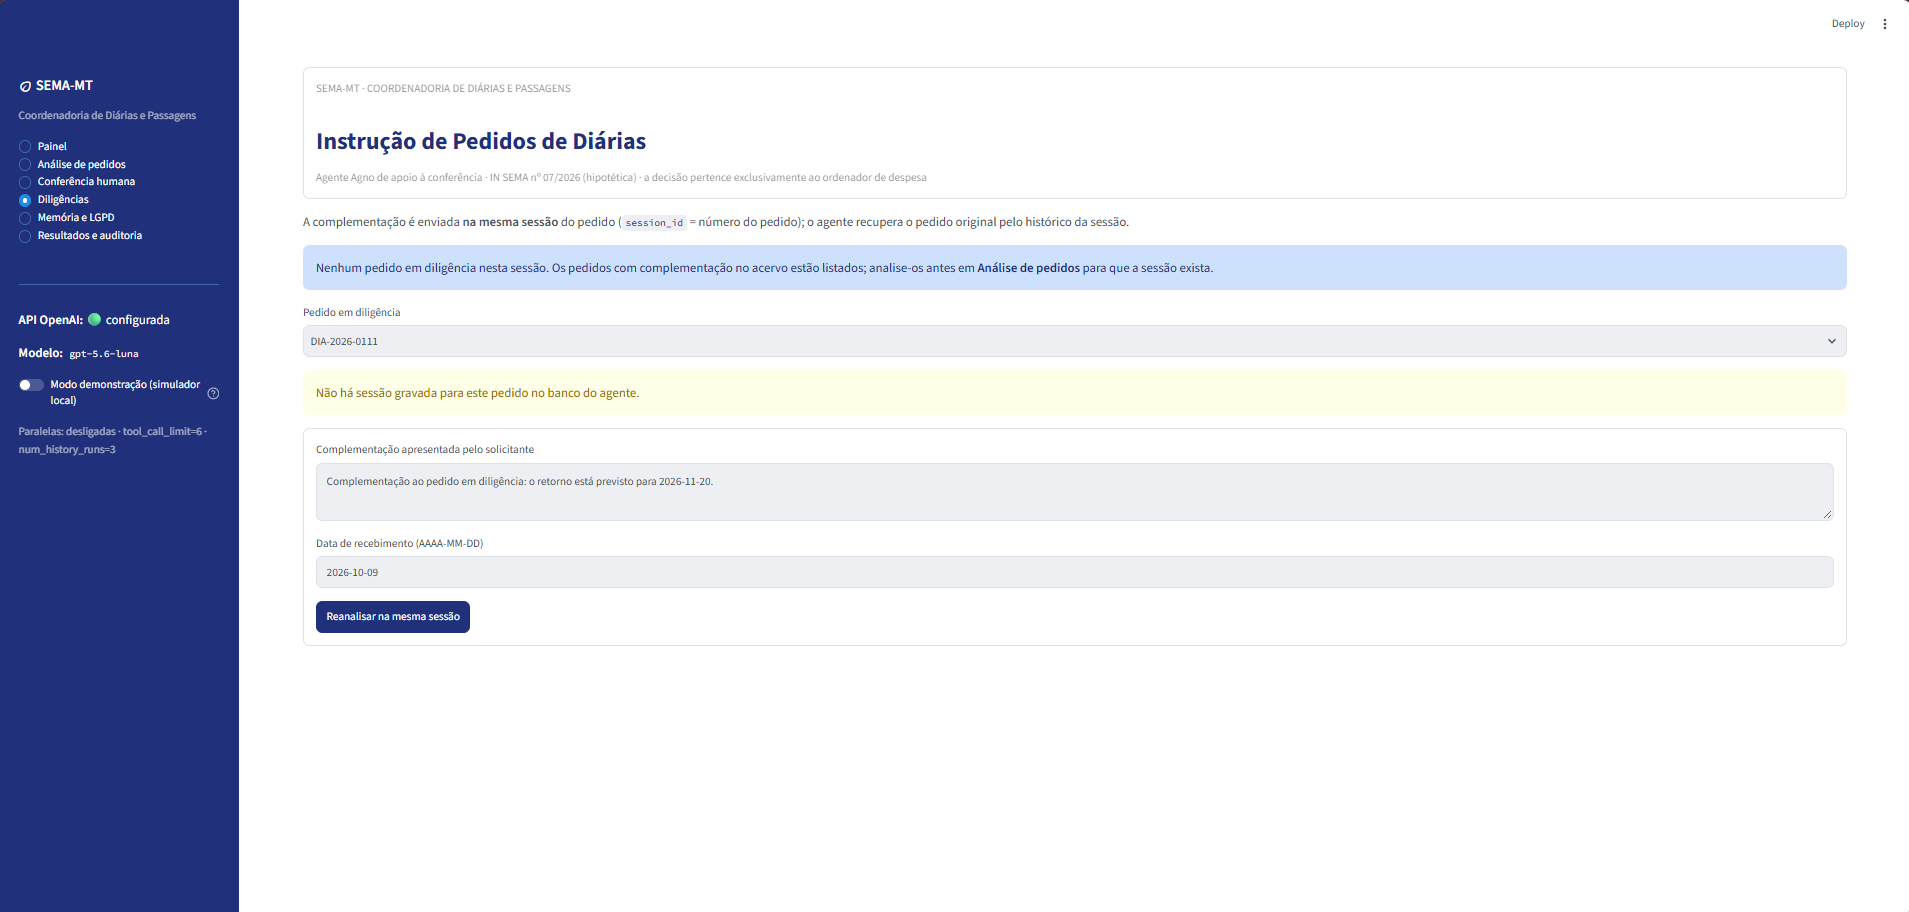 Deploy
SEMA-MT
Coordenadoria de Diárias e Passagens
Painel
Análise de pedidos
Conferência humana
Diligências
Memória e LGPD
Resultados e auditoria
API OpenAI: configurada
Modelo: gpt-5.6-luna
Modo demonstração (simulador
local)
Paralelas: desligadas · tool_call_limit=6 ·
num_history_runs=3
SEMA-MT · COORDENADORIA DE DIÁRIAS E PASSAGENS
Instrução de Pedidos de Diárias
Agente Agno de apoio à conferência · IN SEMA nº 07/2026 (hipotética) · a decisão pertence exclusivamente ao ordenador de despesa
A complementação é enviada na mesma sessão do pedido ( session_id = número do pedido); o agente recupera o pedido original pelo histórico da sessão.
Nenhum pedido em diligência nesta sessão. Os pedidos com complementação no acervo estão listados; analise-os antes em Análise de pedidos para que a sessão exista.
Pedido em diligência
DIA-2026-0111
Não há sessão gravada para este pedido no banco do agente.
Complementação apresentada pelo solicitante
Complementação ao pedido em diligência: o retorno está previsto para 2026-11-20.
Data de recebimento (AAAA-MM-DD)
2026-10-09
Reanalisar na mesma sessão